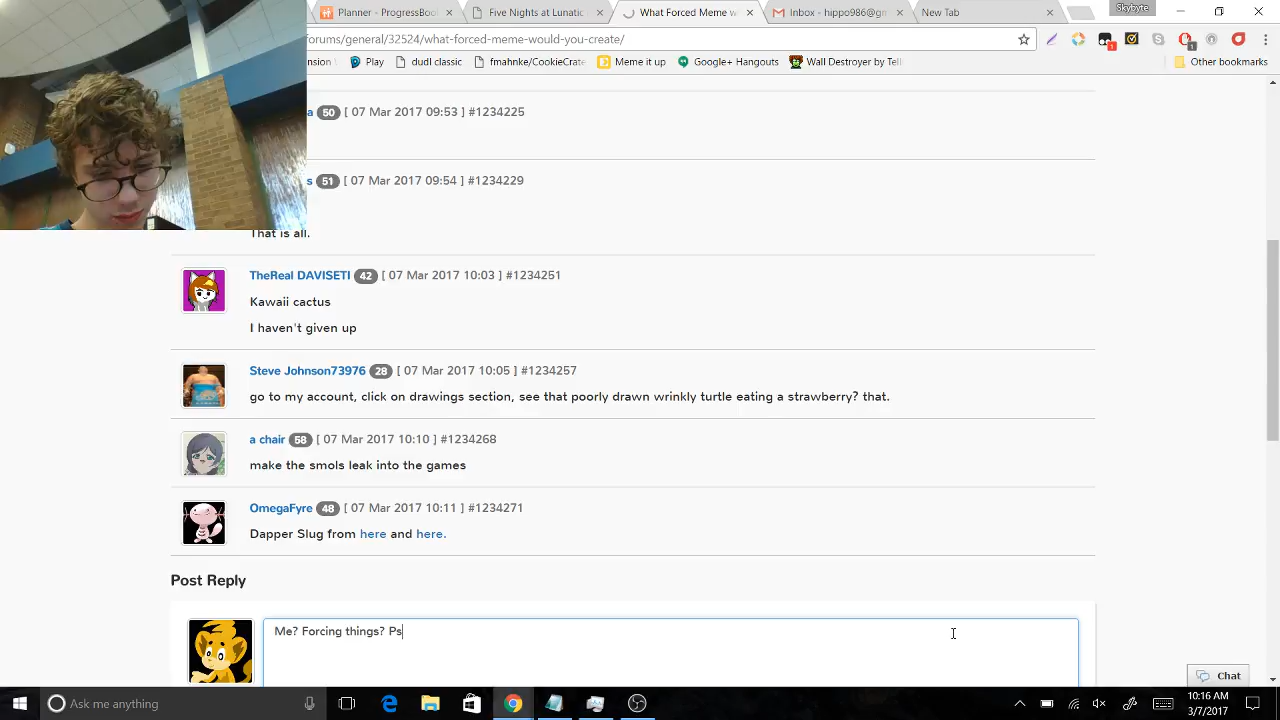 Planner - ProgressBoo
Five Nights at Lunatic
What Forced Meme w
Inbox - hippo986@gm
New Tab
Skybyte
orums/general/32524/what-forced-meme-would-you-create/
1
1
nsion
Play
dudl classic
fmahnke/CookieCrate
Meme it up
Google+ Hangouts
Wall Destroyer by Tell
Other bookmarks
a 50 [ 07 Mar 2017 09:53 ] #1234225
s 51 [ 07 Mar 2017 09:54 ] #1234229
That is all.
TheReal DAVISETI 42 [ 07 Mar 2017 10:03 ] #1234251
Kawaii cactus
I haven't given up
Steve Johnson73976 28 [ 07 Mar 2017 10:05 ] #1234257
go to my account, click on drawings section, see that poorly drawn wrinkly turtle eating a strawberry? that.
a chair 58 [ 07 Mar 2017 10:10 ] #1234268
make the smols leak into the games
OmegaFyre 48 [ 07 Mar 2017 10:11 ] #1234271
Dapper Slug from here and here.
Post Reply
Me? Forcing things? Ps
Chat
Ask me anything
10:16 AM
3/7/2017